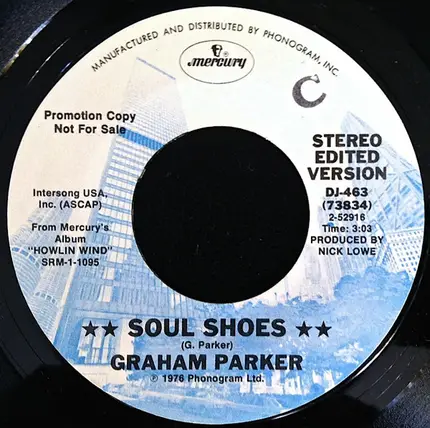 MANUFACTURED AND DISTRIBUTED BY PHONOGRAM, INC.
®
mercury
C
Promotion Copy
Not For Sale
STEREO
EDITED
VERSION
DJ-463
(73834)
2-52916
Time: 3:03
PRODUCED BY
NICK LOWE
Intersong USA,
Inc. (ASCAP)
From Mercury's
Album
"HOWLIN WIND"
SRM-1-1095
★★ SOUL SHOES ★★
(G. Parker)
GRAHAM PARKER
℗ 1976 Phonogram Ltd.